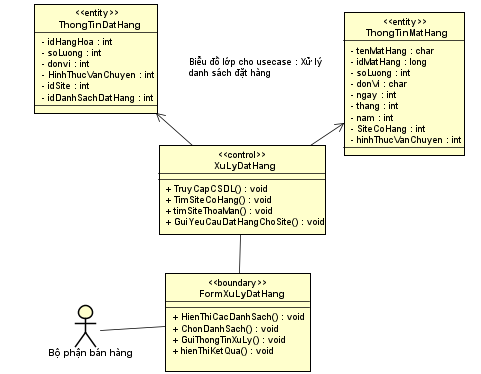 <<entity>>
ThongTinDatHang
- idHangHoa : int
- soLuong : int
- donvi : int
- HinhThucVanChuyen : int
- idSite : int
- idDanhSachDatHang : int
Biểu đồ lớp cho usecase : Xử lý
danh sách đặt hàng
<<entity>>
ThongTinMatHang
- tenMatHang : char
- idMatHang : long
- soLuong : int
- donVi : char
- ngay : int
- thang : int
- nam : int
- SiteCoHang : int
- hinhThucVanChuyen : int
<<control>>
XuLyDatHang
+ TruyCapCSDL() : void
+ TimSiteCoHang() : void
+ timSiteThoaMan() : void
+ GuiYeuCauDatHangChoSite() : void
<<boundary>>
FormXuLyDatHang
+ HienThiCacDanhSach() : void
+ ChonDanhSach() : void
+ GuiThongTinXuLy() : void
+ hienThiKetQua() : void
Bộ phận bán hàng